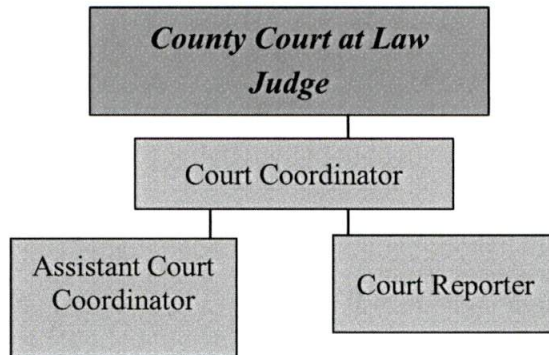 County Court at Law
Judge
Court Coordinator
Assistant Court
Coordinator
Court Reporter